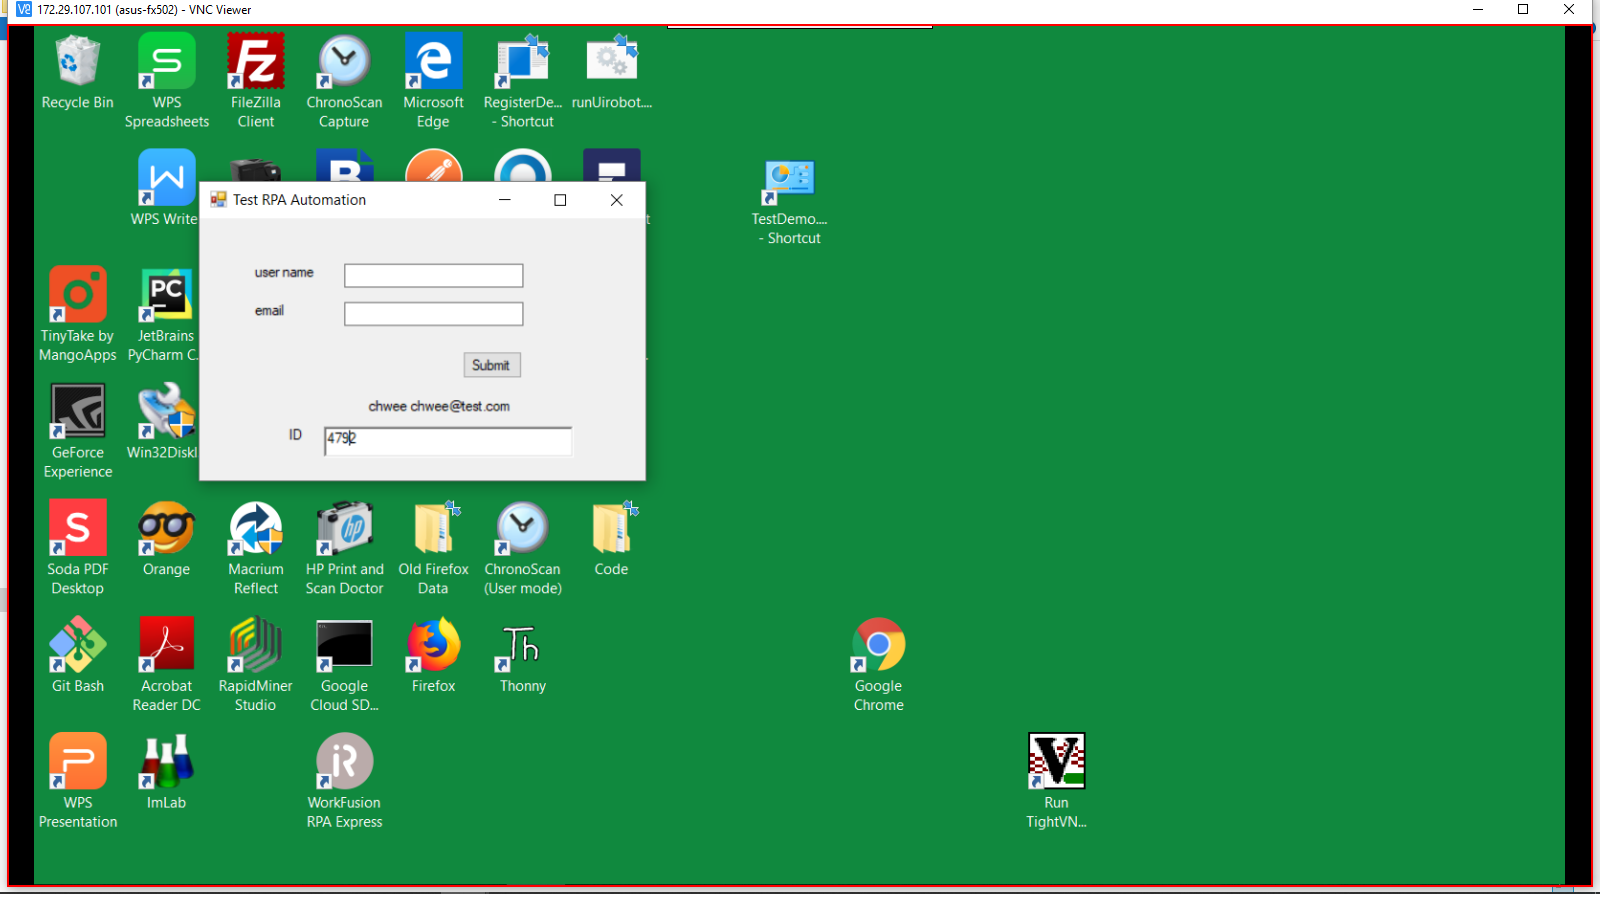 172.29.107.101 (asus-fx502) - VNC Viewer
Recycle Bin
WPS
Spreadsheets
FileZilla
Client
ChronoScan
Capture
Microsoft
Edge
RegisterDe...
- Shortcut
runUirobot....
WPS Write
TestDemo....
- Shortcut
Test RPA Automation
user name
email
Submit
chwee chwee@test.com
ID
4792
TinyTake by
MangoApps
JetBrains
PyCharm C.
GeForce
Experience
Win32DiskI
Soda PDF
Desktop
Orange
Macrium
Reflect
HP Print and
Scan Doctor
Old Firefox
Data
ChronoScan
(User mode)
Code
Git Bash
Acrobat
Reader DC
RapidMiner
Studio
Google
Cloud SD...
Firefox
Th
Thonny
Google
Chrome
WPS
Presentation
ImLab
WorkFusion
RPA Express
Run
TightVN...